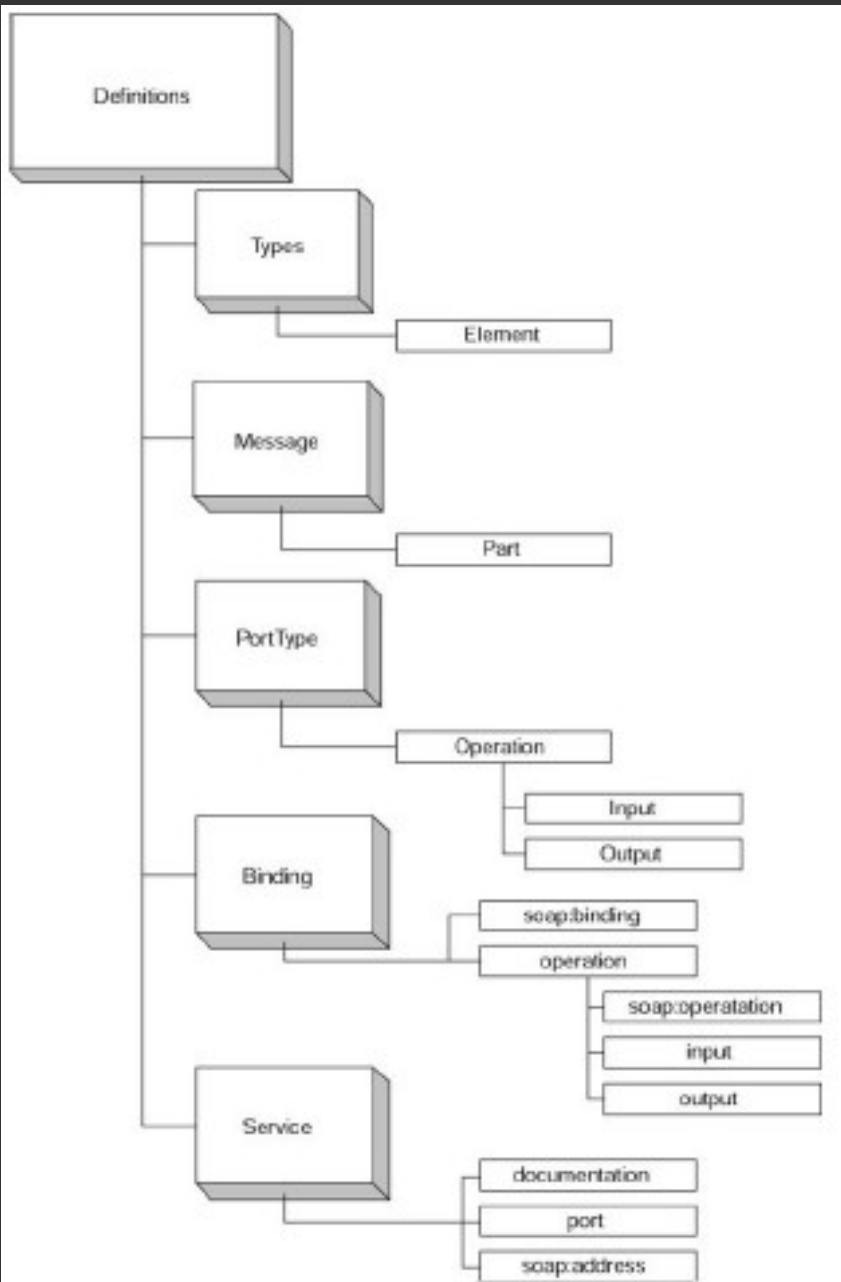 Definitions
Types
Element
Message
Part
PortType
Operation
Input
Output
Binding
soap:binding
operation
soap:operatation
input
output
Service
documentation
port
soap:address